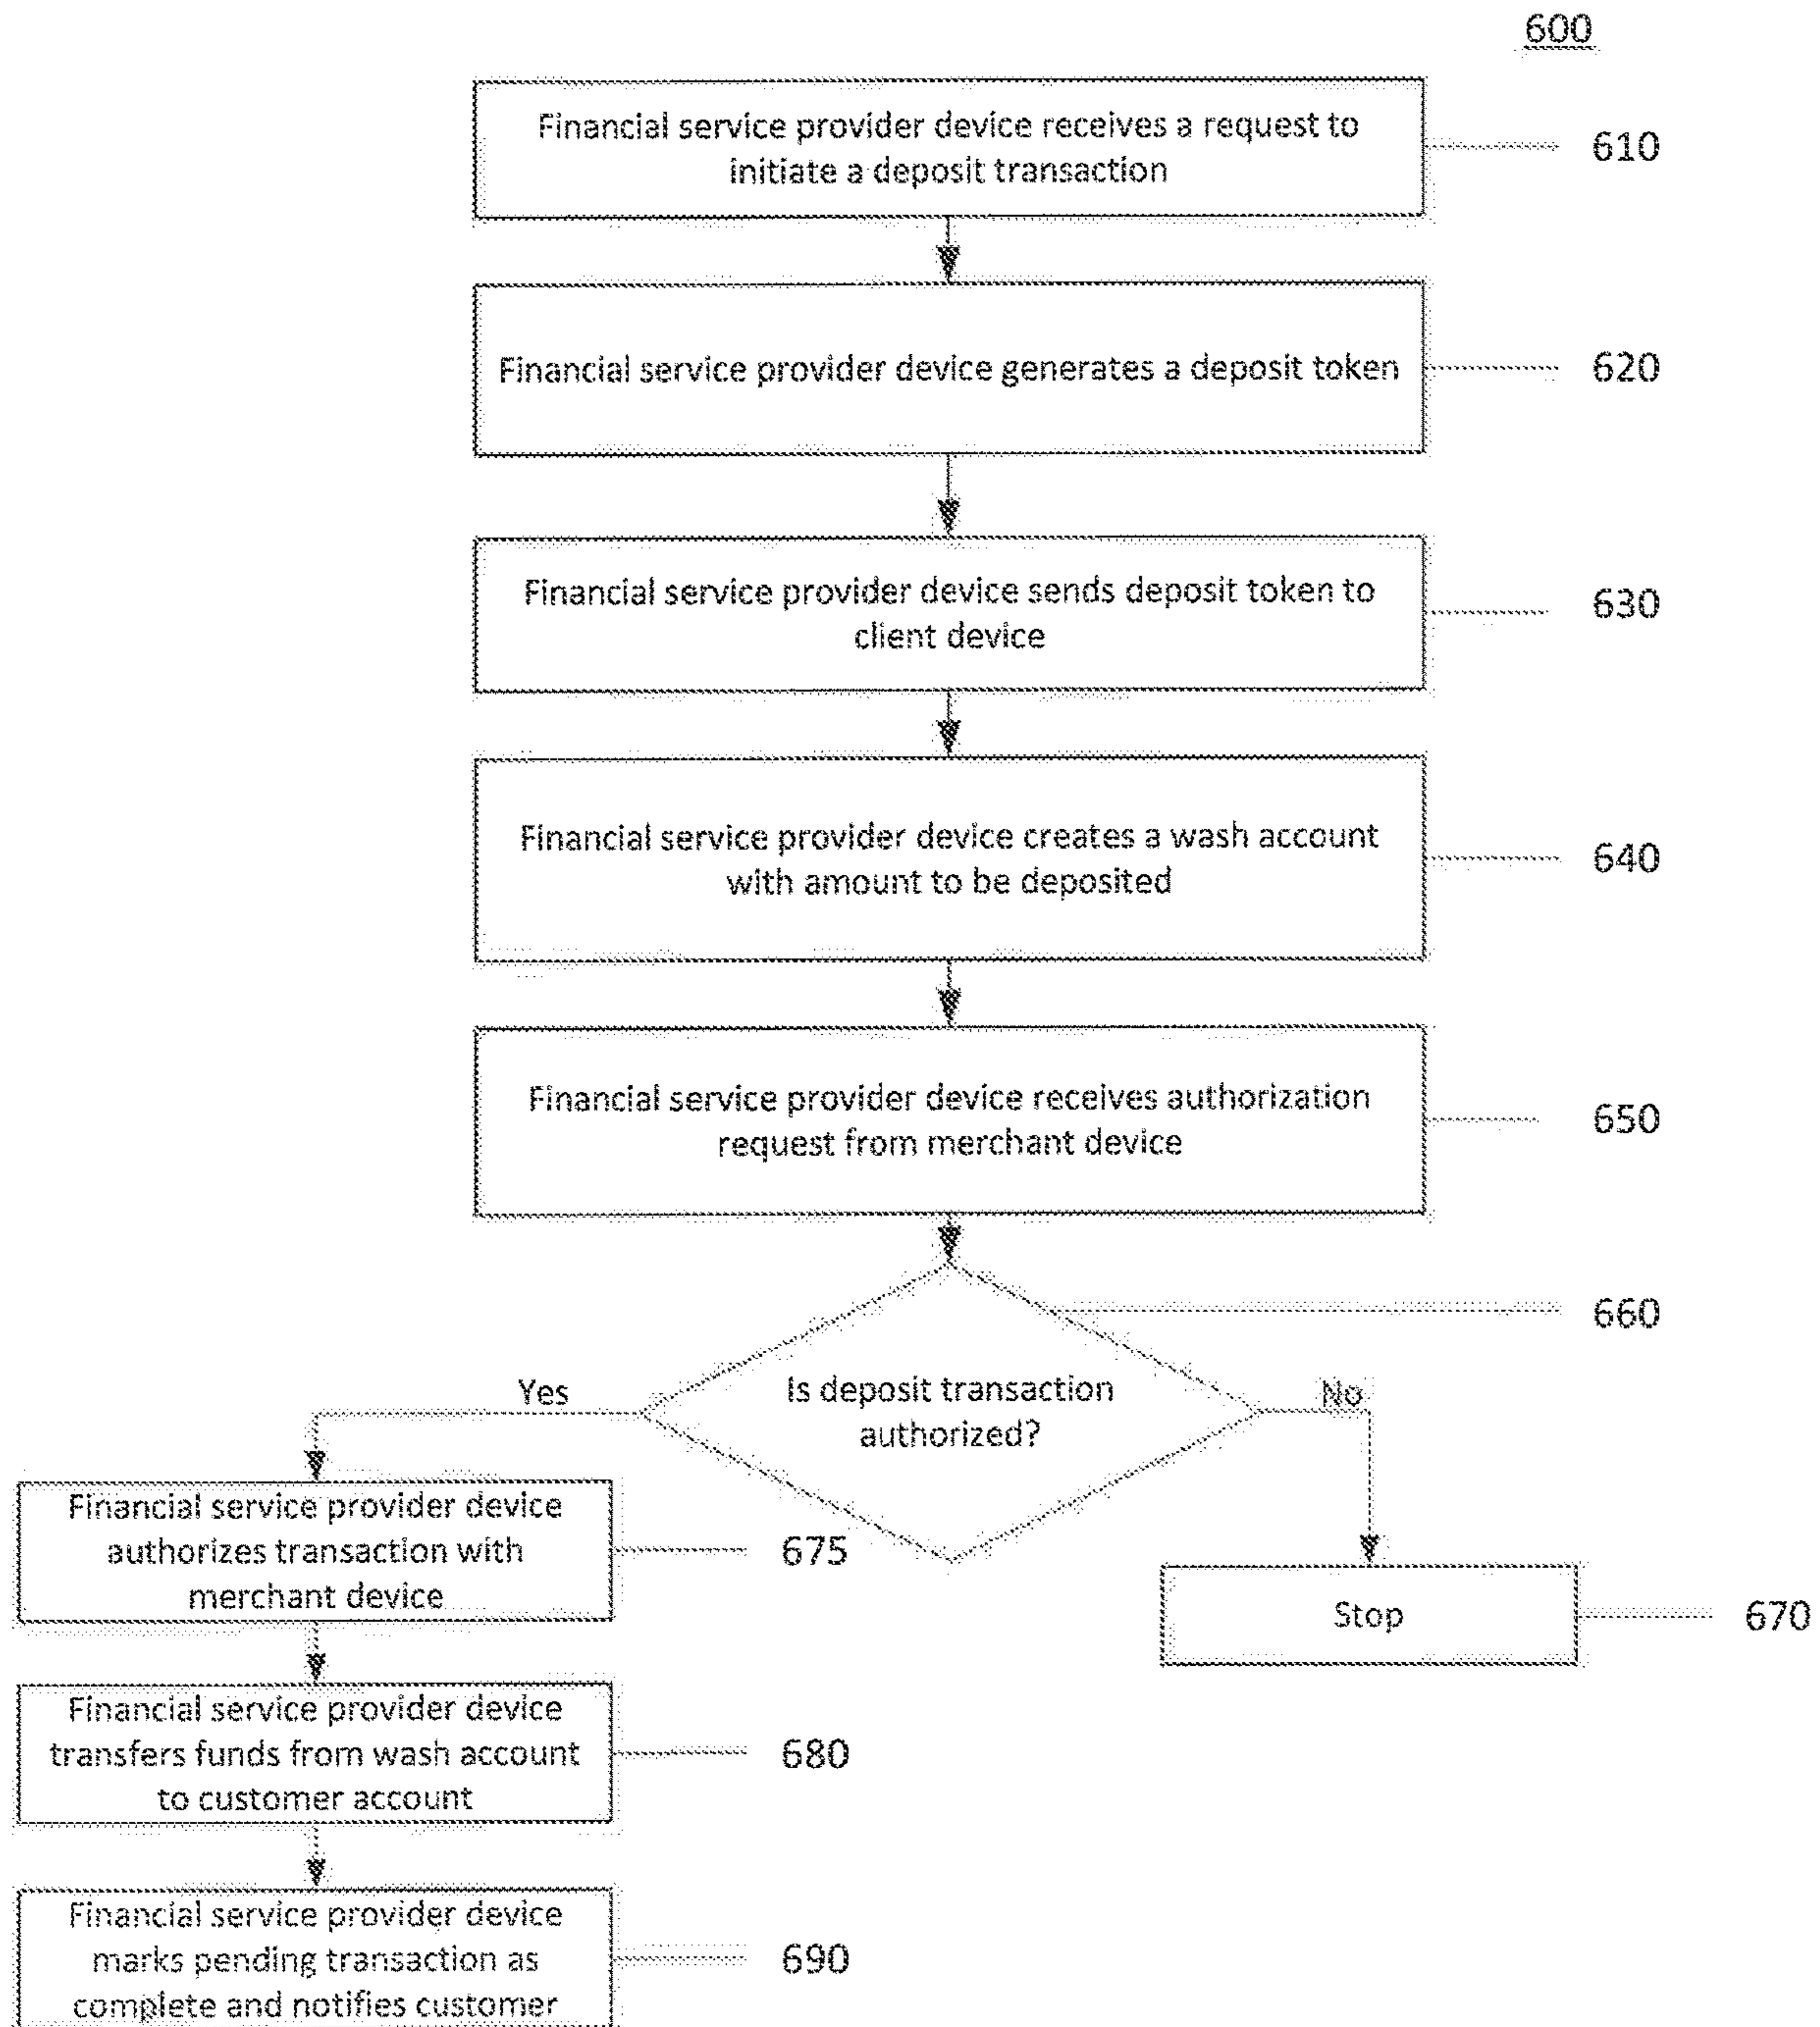 600
Financial service provider device receives a request to
initiate a deposit transaction
610
Financial service provider device generates a deposit token
620
Financial service provider device sends deposit token to
client device
630
Financial service provider device creates a wash account
with amount to be deposited
640
Financial service provider device receives authorization
request from merchant device
650
660
Is deposit transaction
authorized?
Yes
No
Financial service provider device
authorizes transaction with
merchant device
675
Stop
670
Financial service provider device
transfers funds from wash account
to customer account
680
Financial service provider device
marks pending transaction as
complete and notifies customer
690